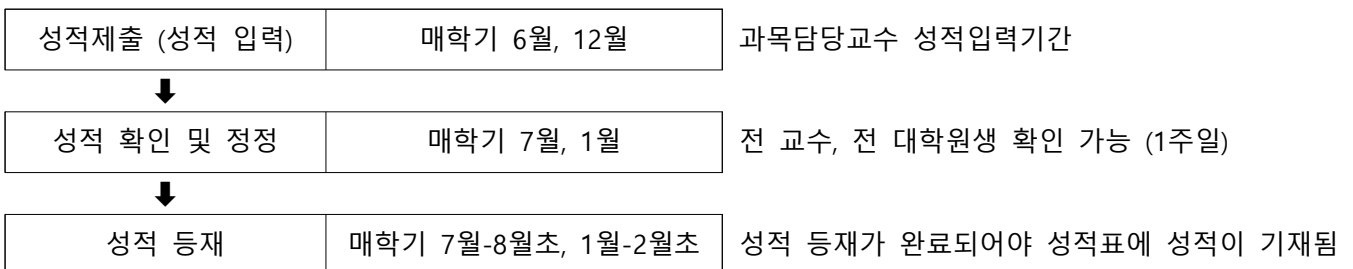 성적제출 (성적 입력) 매학기 6월, 12월 과목담당교수 성적입력기간
성적 확인 및 정정 매학기 7월, 1월 전 교수, 전 대학원생 확인 가능 (1주일)
성적 등재 매학기 7월-8월초, 1월-2월초 성적 등재가 완료되어야 성적표에 성적이 기재됨